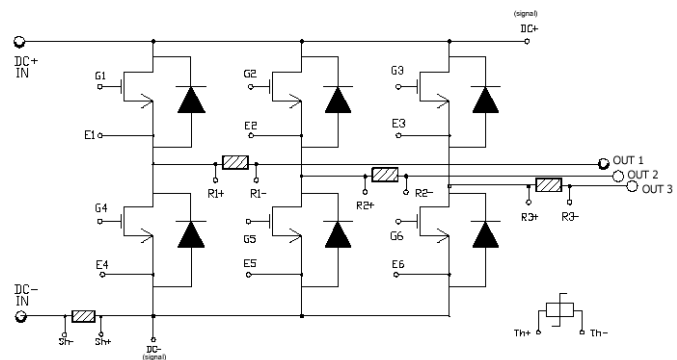 (signal)
DC+
DC+
IN
G1
G2
G3
E1
E2
E3
OUT 1
OUT 2
OUT 3
R1+
R1-
R2+
R2-
R3+
R3-
G4
G5
G6
E4
E5
E6
DC-
IN
Sh-
Sh+
DC-
(signal)
Th+
Th-